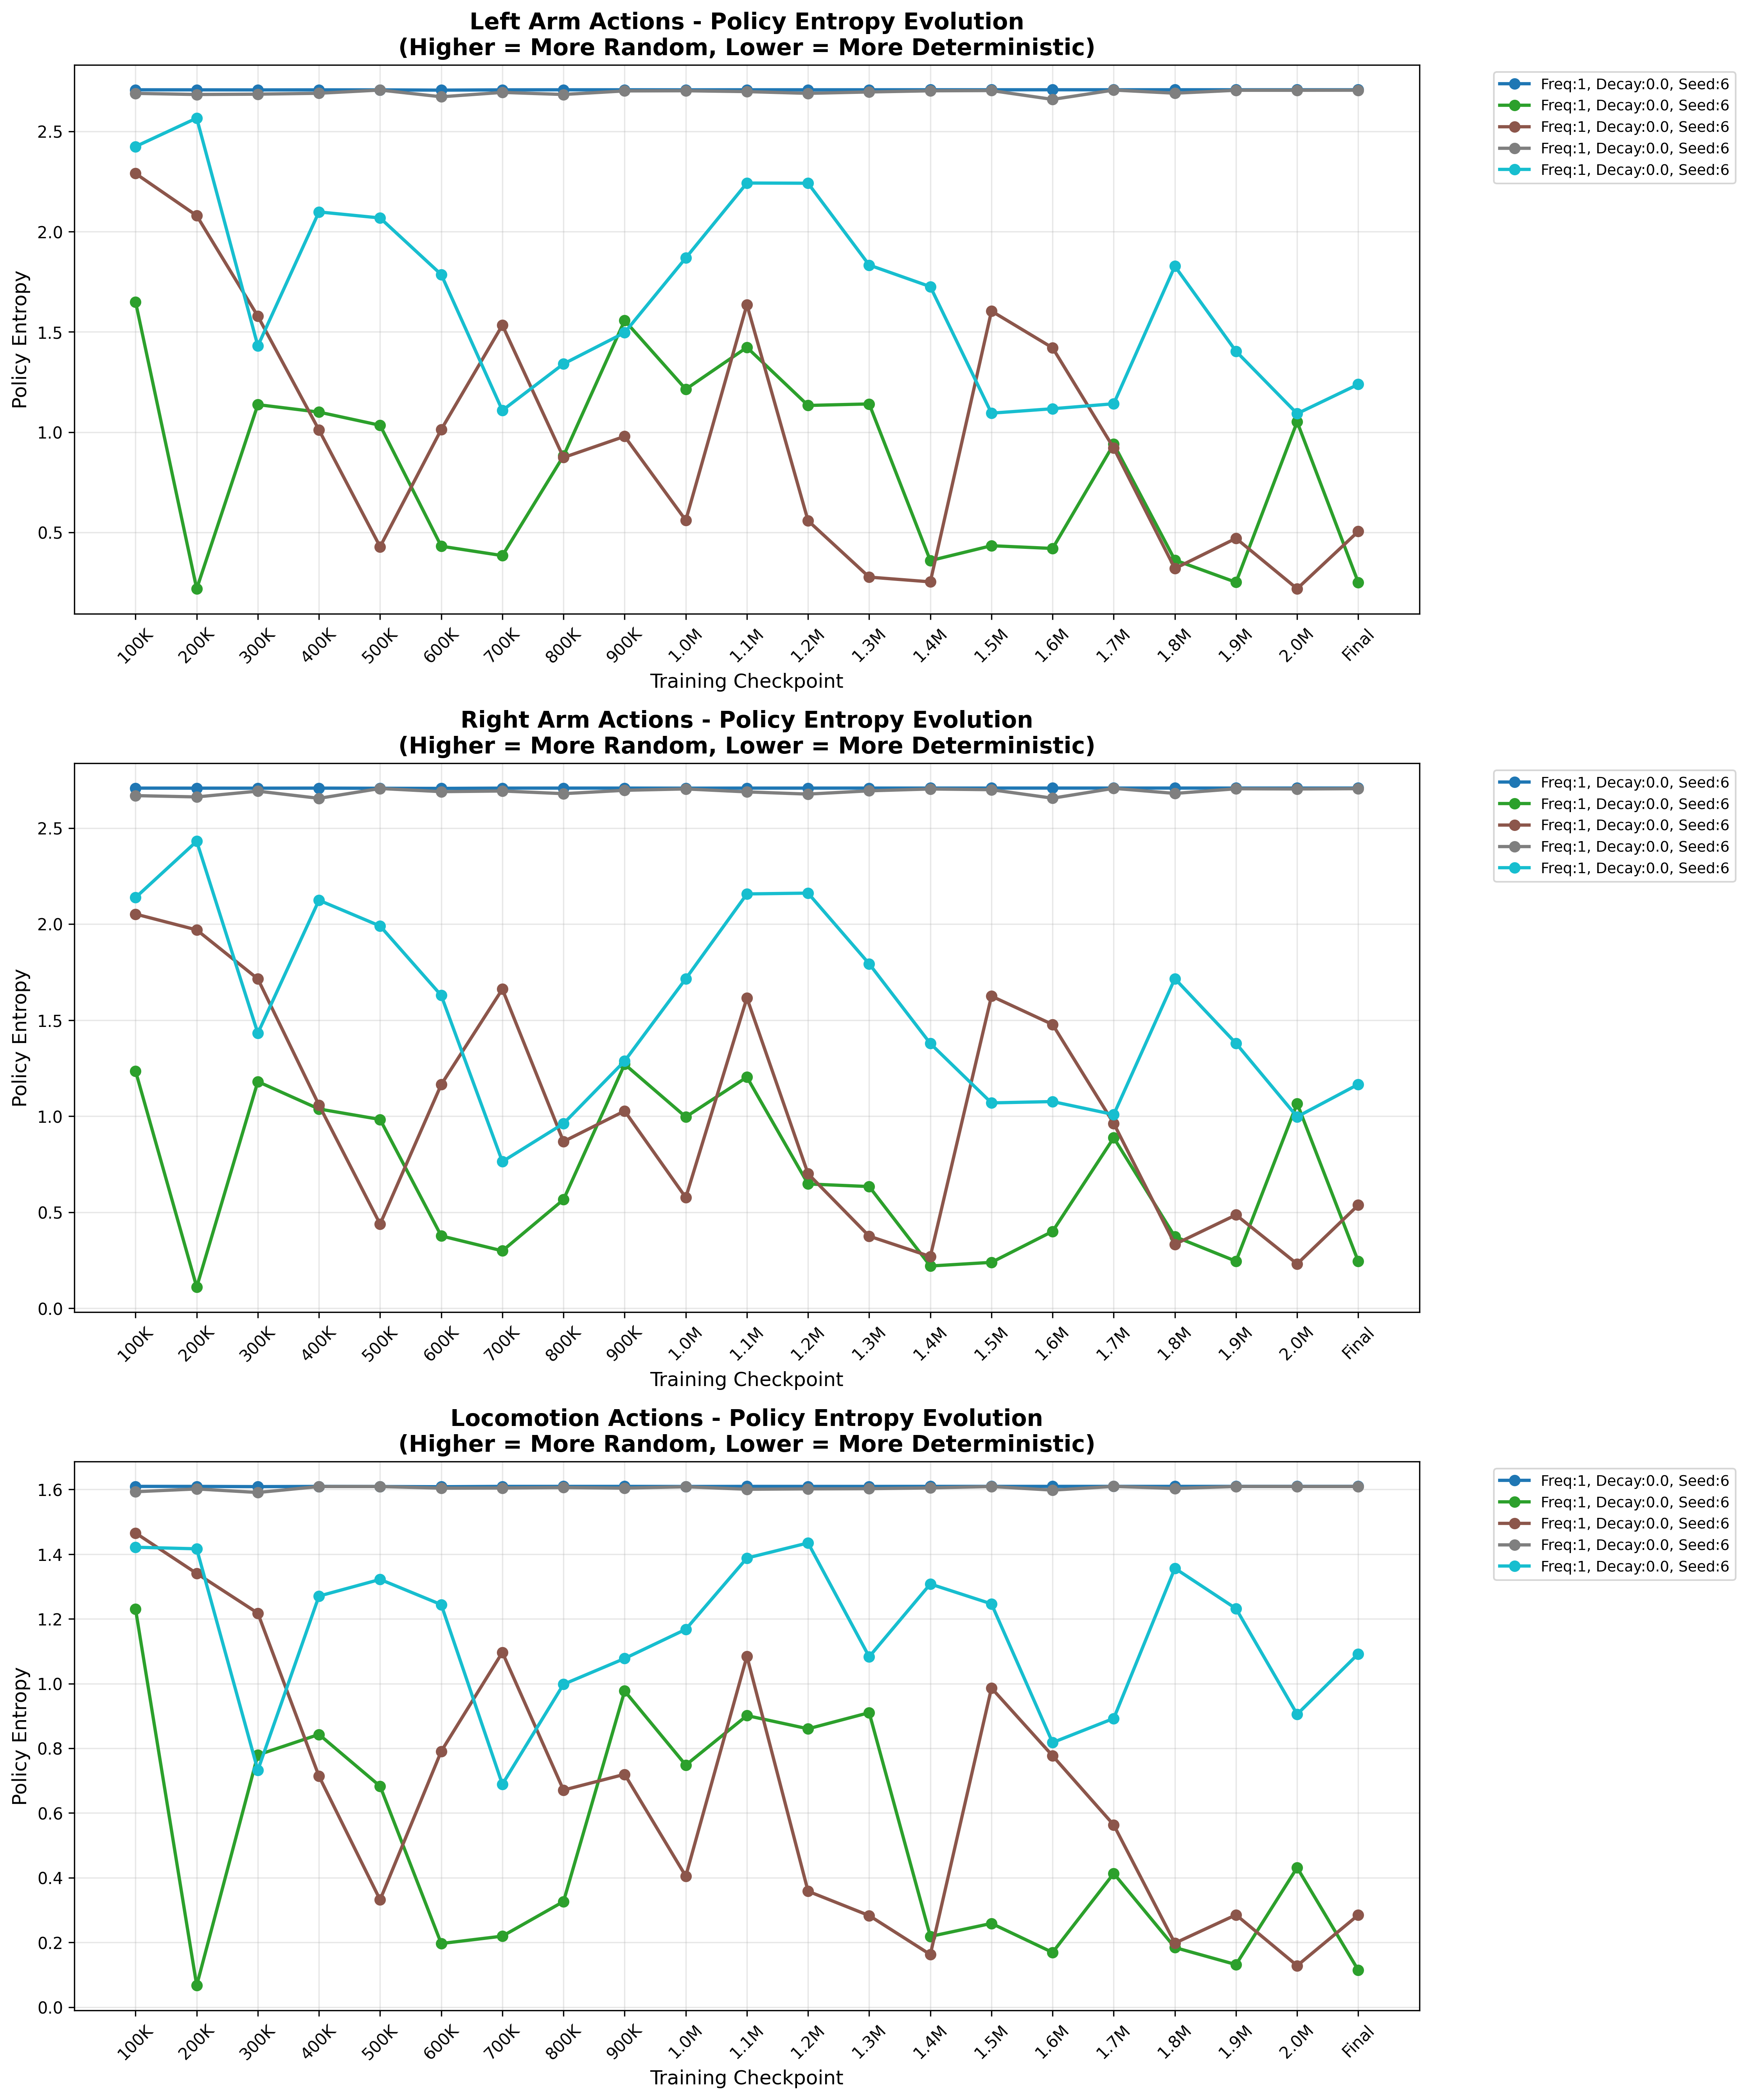 Left Arm Actions - Policy Entropy Evolution
(Higher = More Random, Lower = More Deterministic)
Freq:1, Decay:0.0, Seed:6
Freq:1, Decay:0.0, Seed:6
Freq:1, Decay:0.0, Seed:6
Freq:1, Decay:0.0, Seed:6
Freq:1, Decay:0.0, Seed:6
Policy Entropy
2.5
2.0
1.5
1.0
0.5
100K 200K 300K 400K 500K 600K 700K 800K 900K 1.0M 1.1M 1.2M 1.3M 1.4M 1.5M 1.6M 1.7M 1.8M 1.9M 2.0M Final
Training Checkpoint
Right Arm Actions - Policy Entropy Evolution
(Higher = More Random, Lower = More Deterministic)
Freq:1, Decay:0.0, Seed:6
Freq:1, Decay:0.0, Seed:6
Freq:1, Decay:0.0, Seed:6
Freq:1, Decay:0.0, Seed:6
Freq:1, Decay:0.0, Seed:6
Policy Entropy
2.5
2.0
1.5
1.0
0.5
0.0
100K 200K 300K 400K 500K 600K 700K 800K 900K 1.0M 1.1M 1.2M 1.3M 1.4M 1.5M 1.6M 1.7M 1.8M 1.9M 2.0M Final
Training Checkpoint
Locomotion Actions - Policy Entropy Evolution
(Higher = More Random, Lower = More Deterministic)
Freq:1, Decay:0.0, Seed:6
Freq:1, Decay:0.0, Seed:6
Freq:1, Decay:0.0, Seed:6
Freq:1, Decay:0.0, Seed:6
Freq:1, Decay:0.0, Seed:6
Policy Entropy
1.6
1.4
1.2
1.0
0.8
0.6
0.4
0.2
0.0
100K 200K 300K 400K 500K 600K 700K 800K 900K 1.0M 1.1M 1.2M 1.3M 1.4M 1.5M 1.6M 1.7M 1.8M 1.9M 2.0M Final
Training Checkpoint